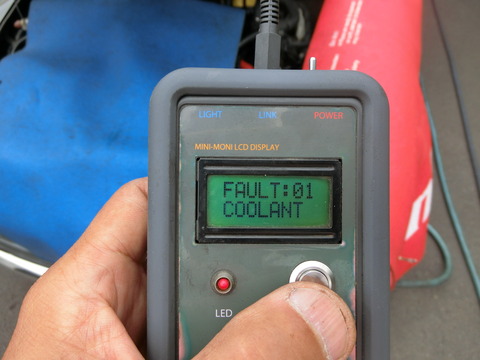 LIGHT LINK POWER
MINI-MONI LCD DISPLAY
FAULT:01
COOLANT
LED